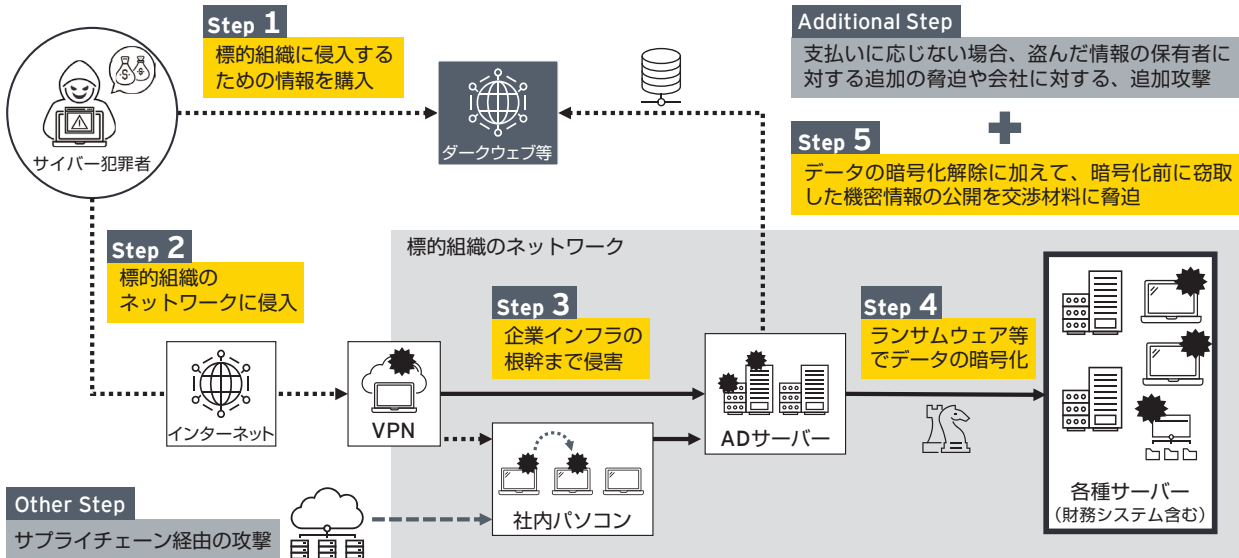 Step 1
標的組織に侵入する
ための情報を購入
サイバー犯罪者
ダークウェブ等
Additional Step
支払いに応じない場合、盗んだ情報の保有者に
対する追加の脅迫や会社に対する、追加攻撃
Step 5
データの暗号化解除に加えて、暗号化前に窃取
した機密情報の公開を交渉材料に脅迫
Step 2
標的組織の
ネットワークに侵入
標的組織のネットワーク
Step 3
企業インフラの
根幹まで侵害
Step 4
ランサムウェア等
でデータの暗号化
インターネット
VPN
ADサーバー
社内パソコン
各種サーバー
(財務システム含む)
Other Step
サプライチェーン経由の攻撃